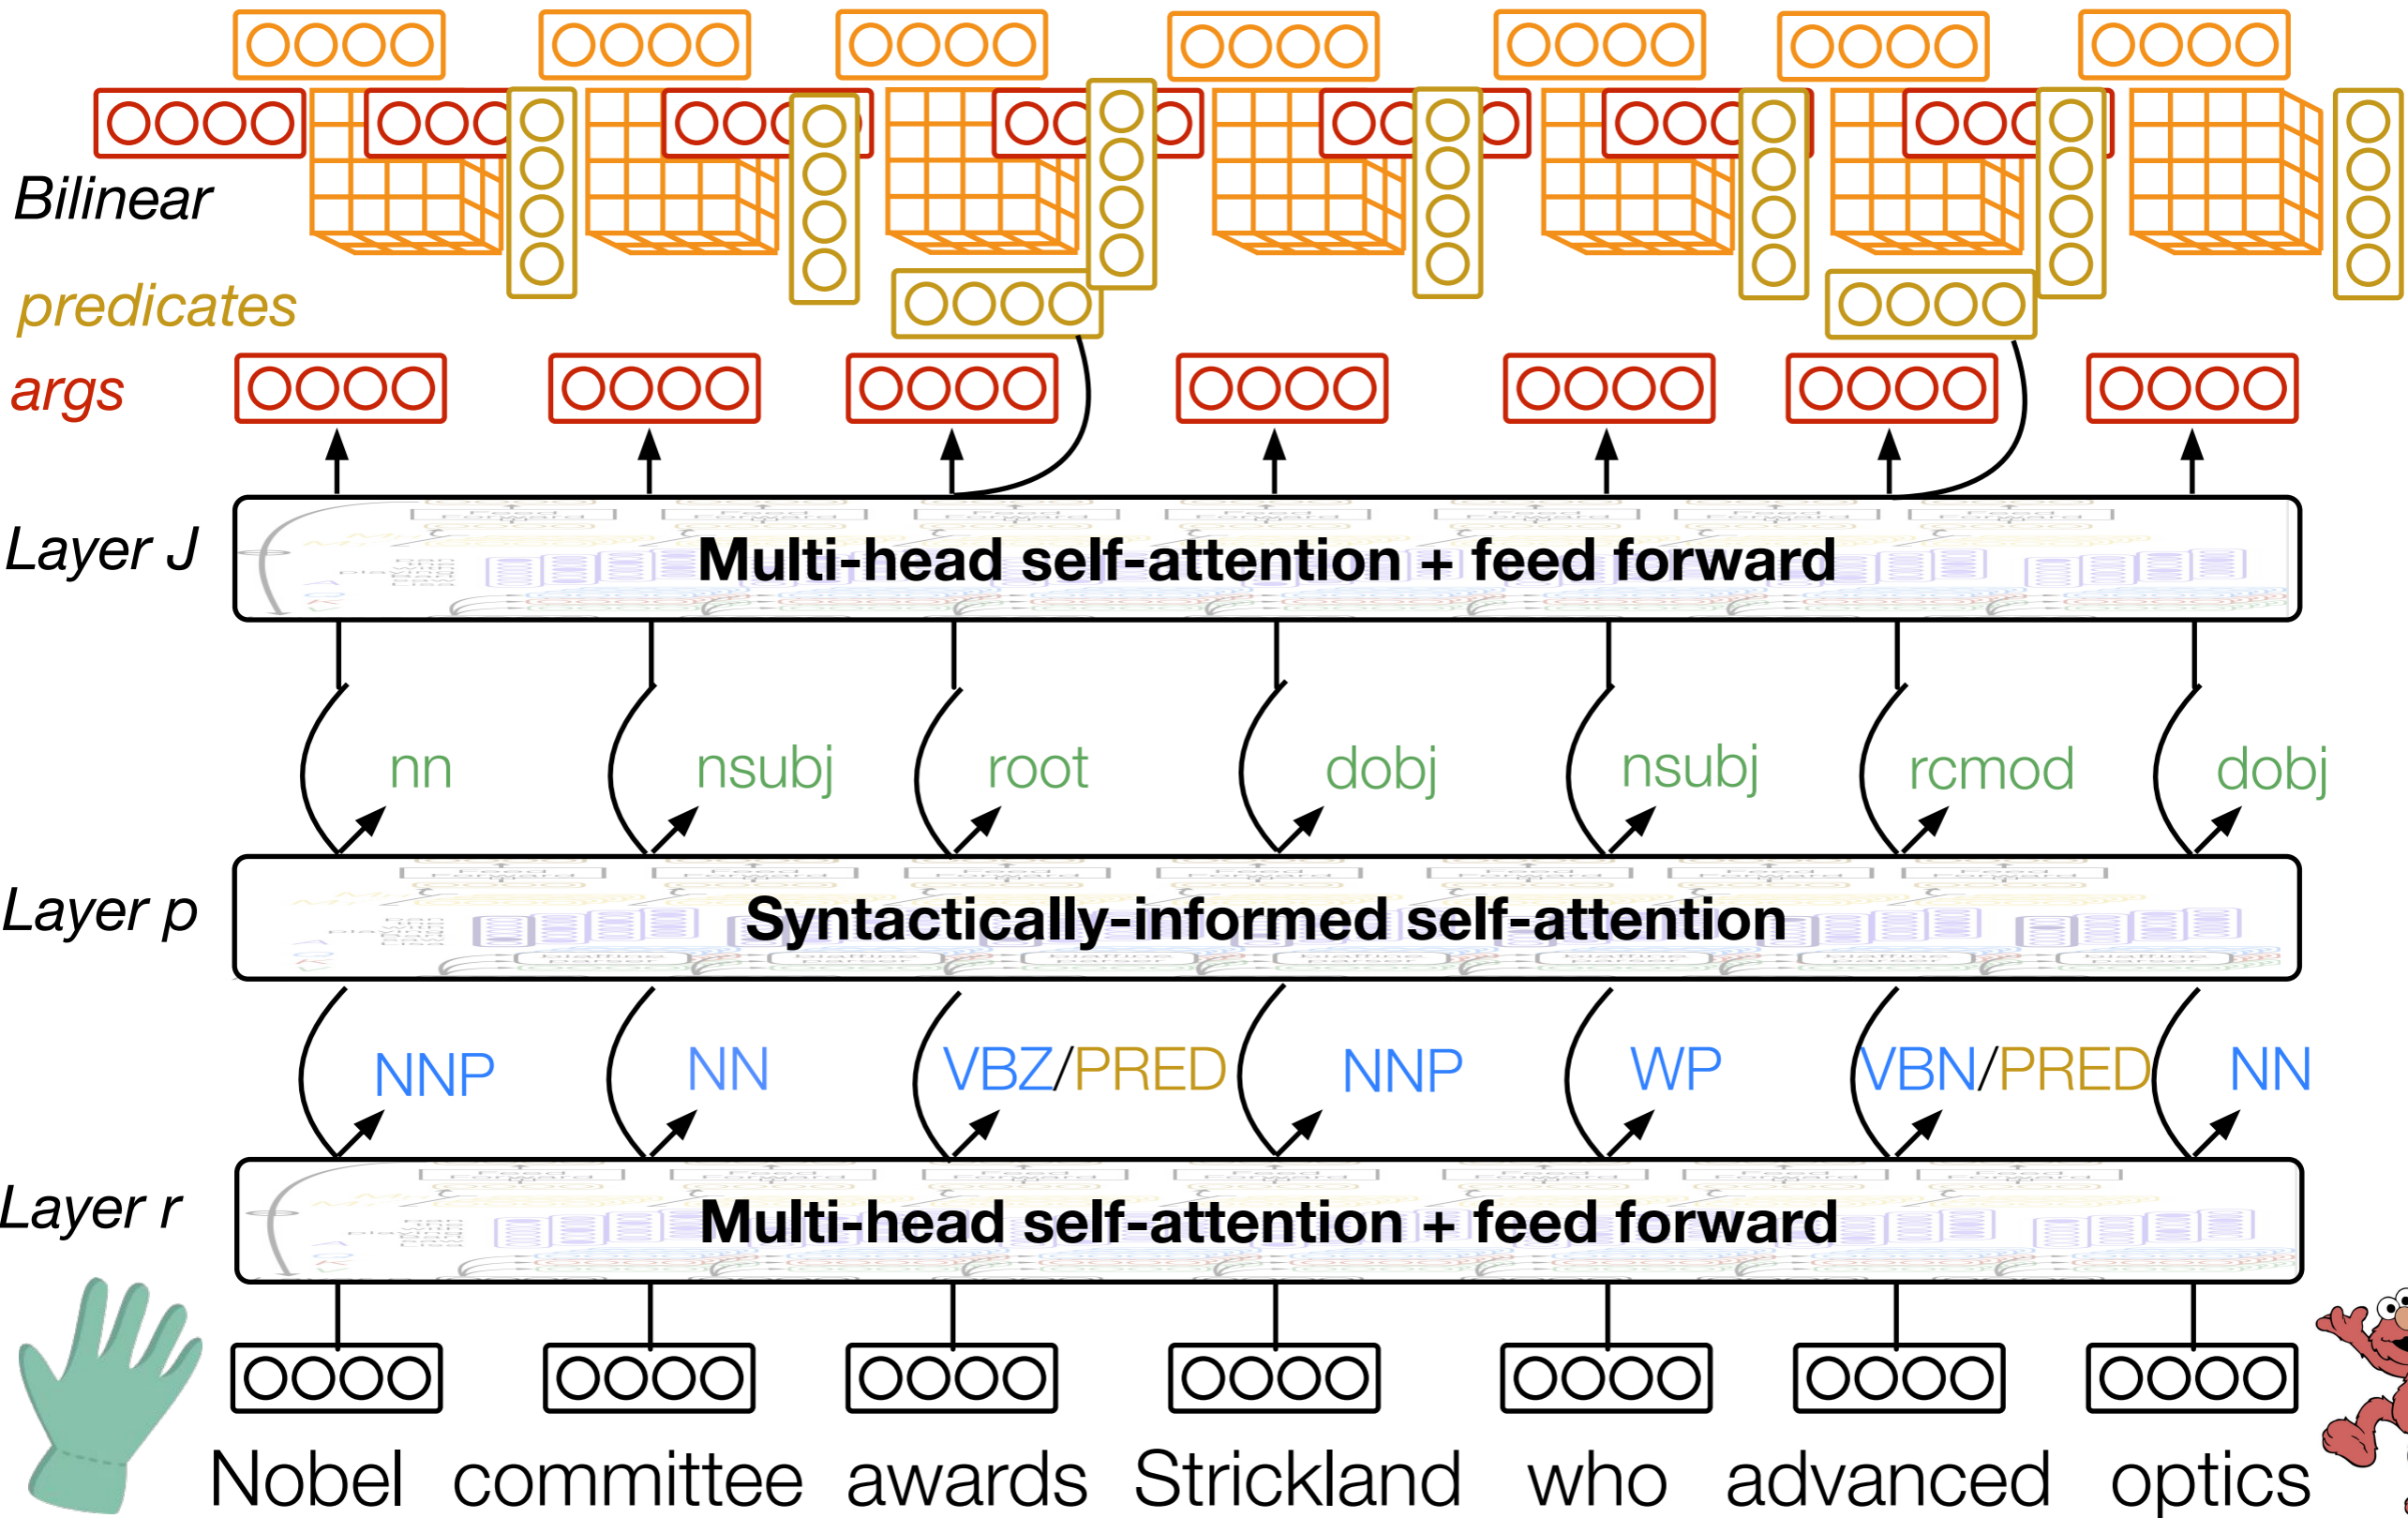 Bilinear
predicates
args
Layer J
Multi-head self-attention + feed forward
nn nsubj root dobj nsubj rcmod dobj
Layer p
Syntactically-informed self-attention
NNP NN VBZ/PRED NNP WP VBN/PRED NN
Layer r
Multi-head self-attention + feed forward
Nobel committee awards Strickland who advanced optics